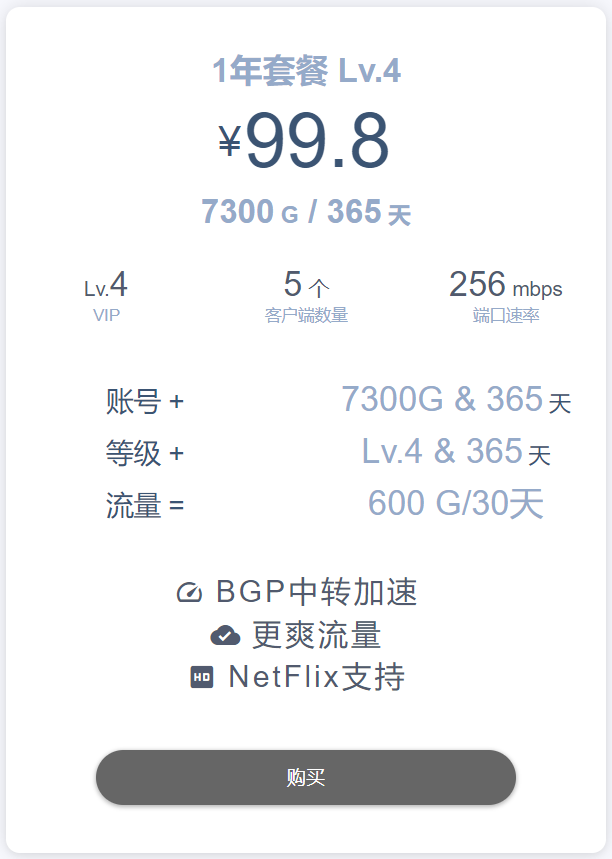 1年套餐 Lv.4
¥99.8
7300 G / 365 天
Lv.4 5 个 256 mbps
VIP 客户端数量 端口速率
账号 + 7300G & 365 天
等级 + Lv.4 & 365 天
流量 = 600 G/30天
BGP中转加速
更爽流量
HD NetFlix支持
购买